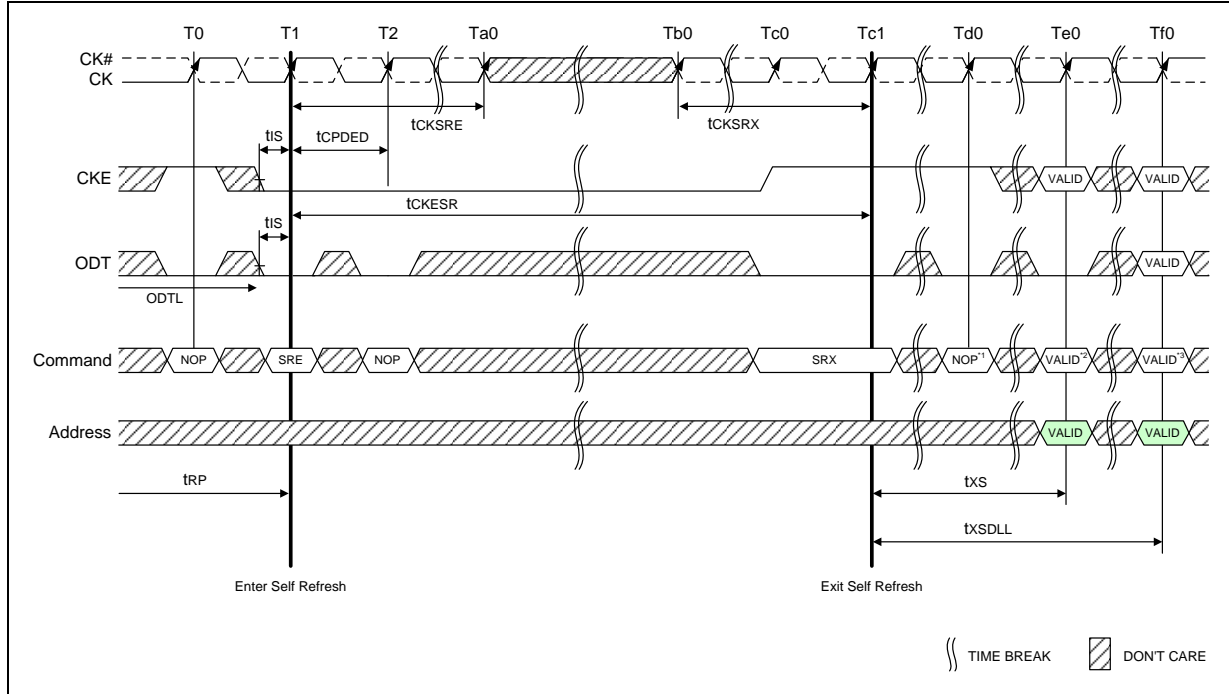 T0 T1 T2 Ta0 Tb0 Tc0 Tc1 Td0 Te0 Tf0
CK#
CK
tCKSRE tCKSRX
tIS tCPDED
CKE VALID VALID
tCKESR
tIS
ODT VALID
ODTL
Command NOP SRE NOP SRX NOP*1 VALID*2 VALID*3
Address VALID VALID
tRP tXS
tXSDLL
Enter Self Refresh Exit Self Refresh
TIME BREAK DON'T CARE